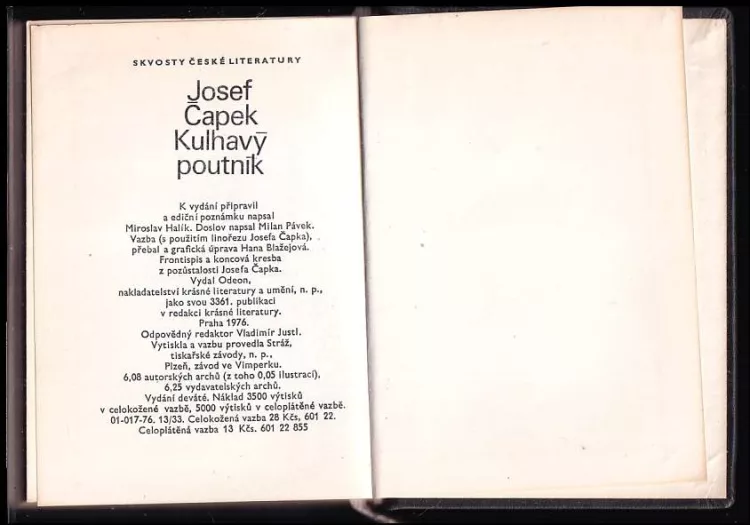 SKVOSTY ČESKÉ LITERATURY
Josef
Čapek
Kulhavý
poutník
K vydání připravil
a ediční poznámku napsal
Miroslav Halík. Doslov napsal Milan Pávek.
Vazba (s použitím linořezu Josefa Čapka),
přebal a grafická úprava Hana Blažejová.
Frontispis a koncová kresba
z pozůstalosti Josefa Čapka.
Vydal Odeon,
nakladatelství krásné literatury a umění, n. p.,
jako svou 3361. publikaci
v redakci krásné literatury.
Praha 1976.
Odpovědný redaktor Vladimír Justl.
Vytiskla a vazbu provedla Stráž,
tiskařské závody, n. p.,
Plzeň, závod ve Vimperku.
6,08 autorských archů (z toho 0,05 ilustrací),
6,25 vydavatelských archů.
Vydání deváté. Náklad 3500 výtisků
v celokožené vazbě, 5000 výtisků v celoplátěné vazbě.
01-017-76. 13/33. Celokožená vazba 28 Kčs, 601 22.
Celoplátěná vazba 13 Kčs. 601 22 855